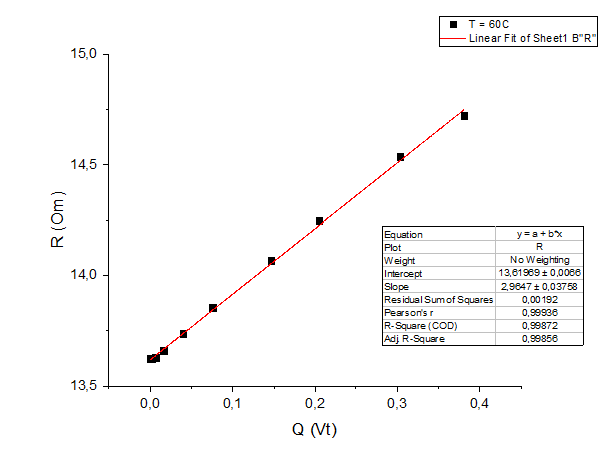 T = 60C
Linear Fit of Sheet1 B"R"
15,0
14,5
14,0
13,5
R (Om)
0,0 0,1 0,2 0,3 0,4
Q (Vt)
Equation y = a + b*x
Plot R
Weight No Weighting
Intercept 13,61969 ± 0,0066
Slope 2,9647 ± 0,03758
Residual Sum of Squares 0,00192
Pearson's r 0,99936
R-Square (COD) 0,99872
Adj. R-Square 0,99856